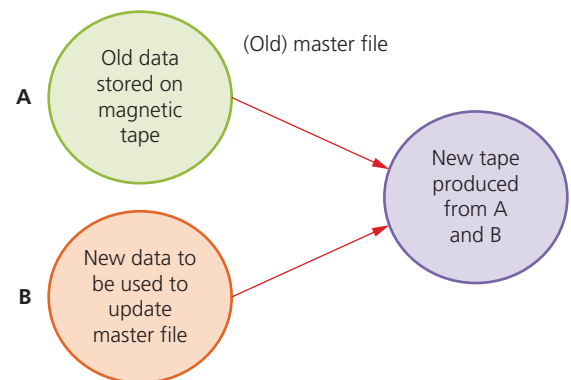 (Old) master file
A
Old data
stored on
magnetic
tape
New tape
produced
from A
and B
B
New data to
be used to
update
master file